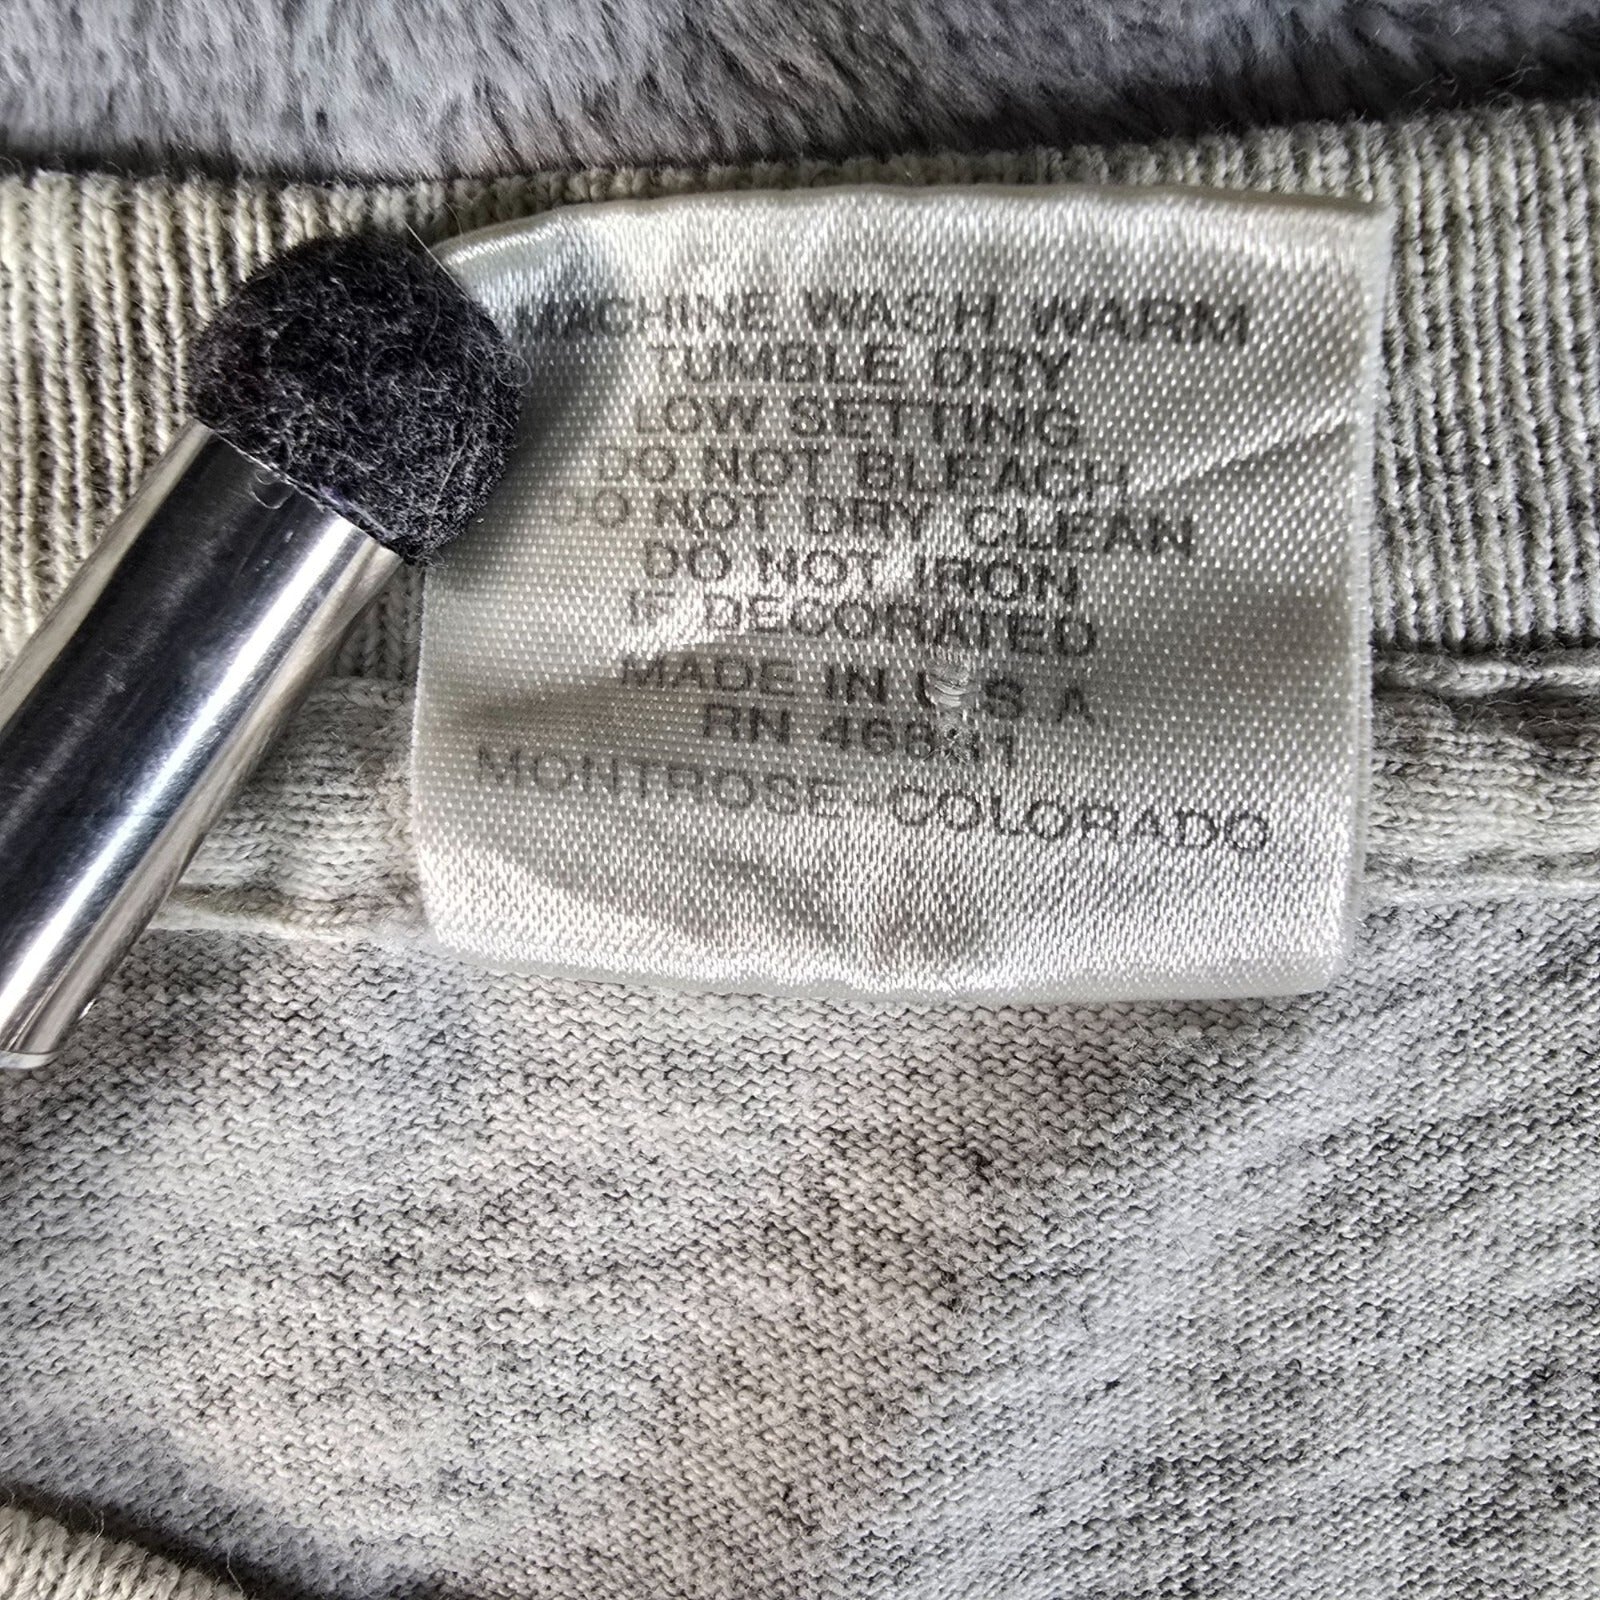 MACHINE WASH WARM
TUMBLE DRY
LOW SETTING
DO NOT BLEACH
DO NOT DRY CLEAN
DO NOT IRON
IF DECORATED
MADE IN U S A
RN
MONTROSE COLORADO